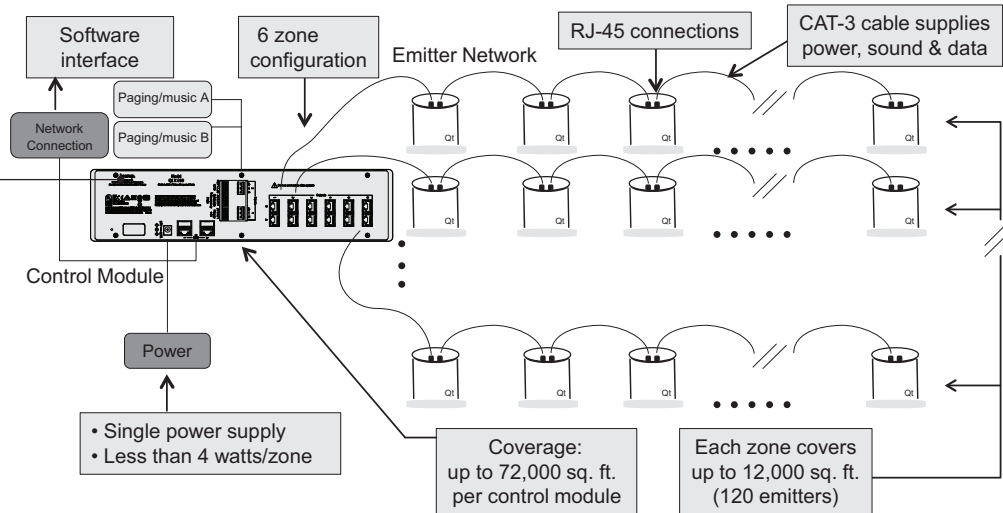 Software
interface
6 zone
configuration
Emitter Network
RJ-45 connections
CAT-3 cable supplies
power, sound & data
Paging/music A
Network
Connection
Paging/music B
Qt
Qt
Qt
Qt
Qt
Qt
Qt
Qt
Control Module
Power
Qt
Qt
Qt
Qt
• Single power supply
• Less than 4 watts/zone
Coverage:
up to 72,000 sq. ft.
per control module
Each zone covers
up to 12,000 sq. ft.
(120 emitters)